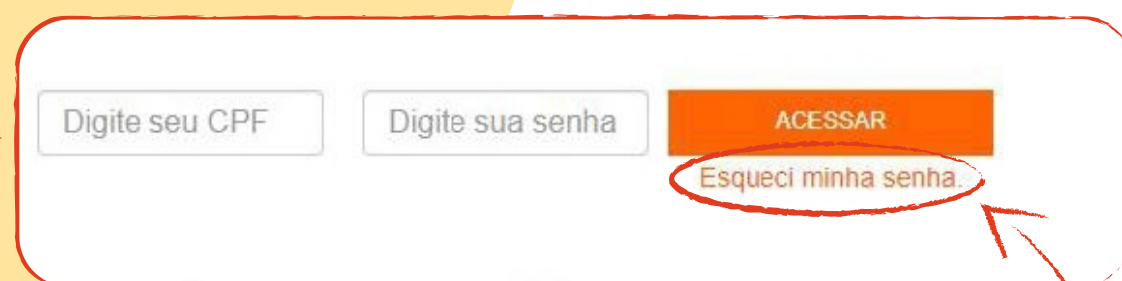 Digite seu CPF
Digite sua senha
ACESSAR
Esqueci minha senha.